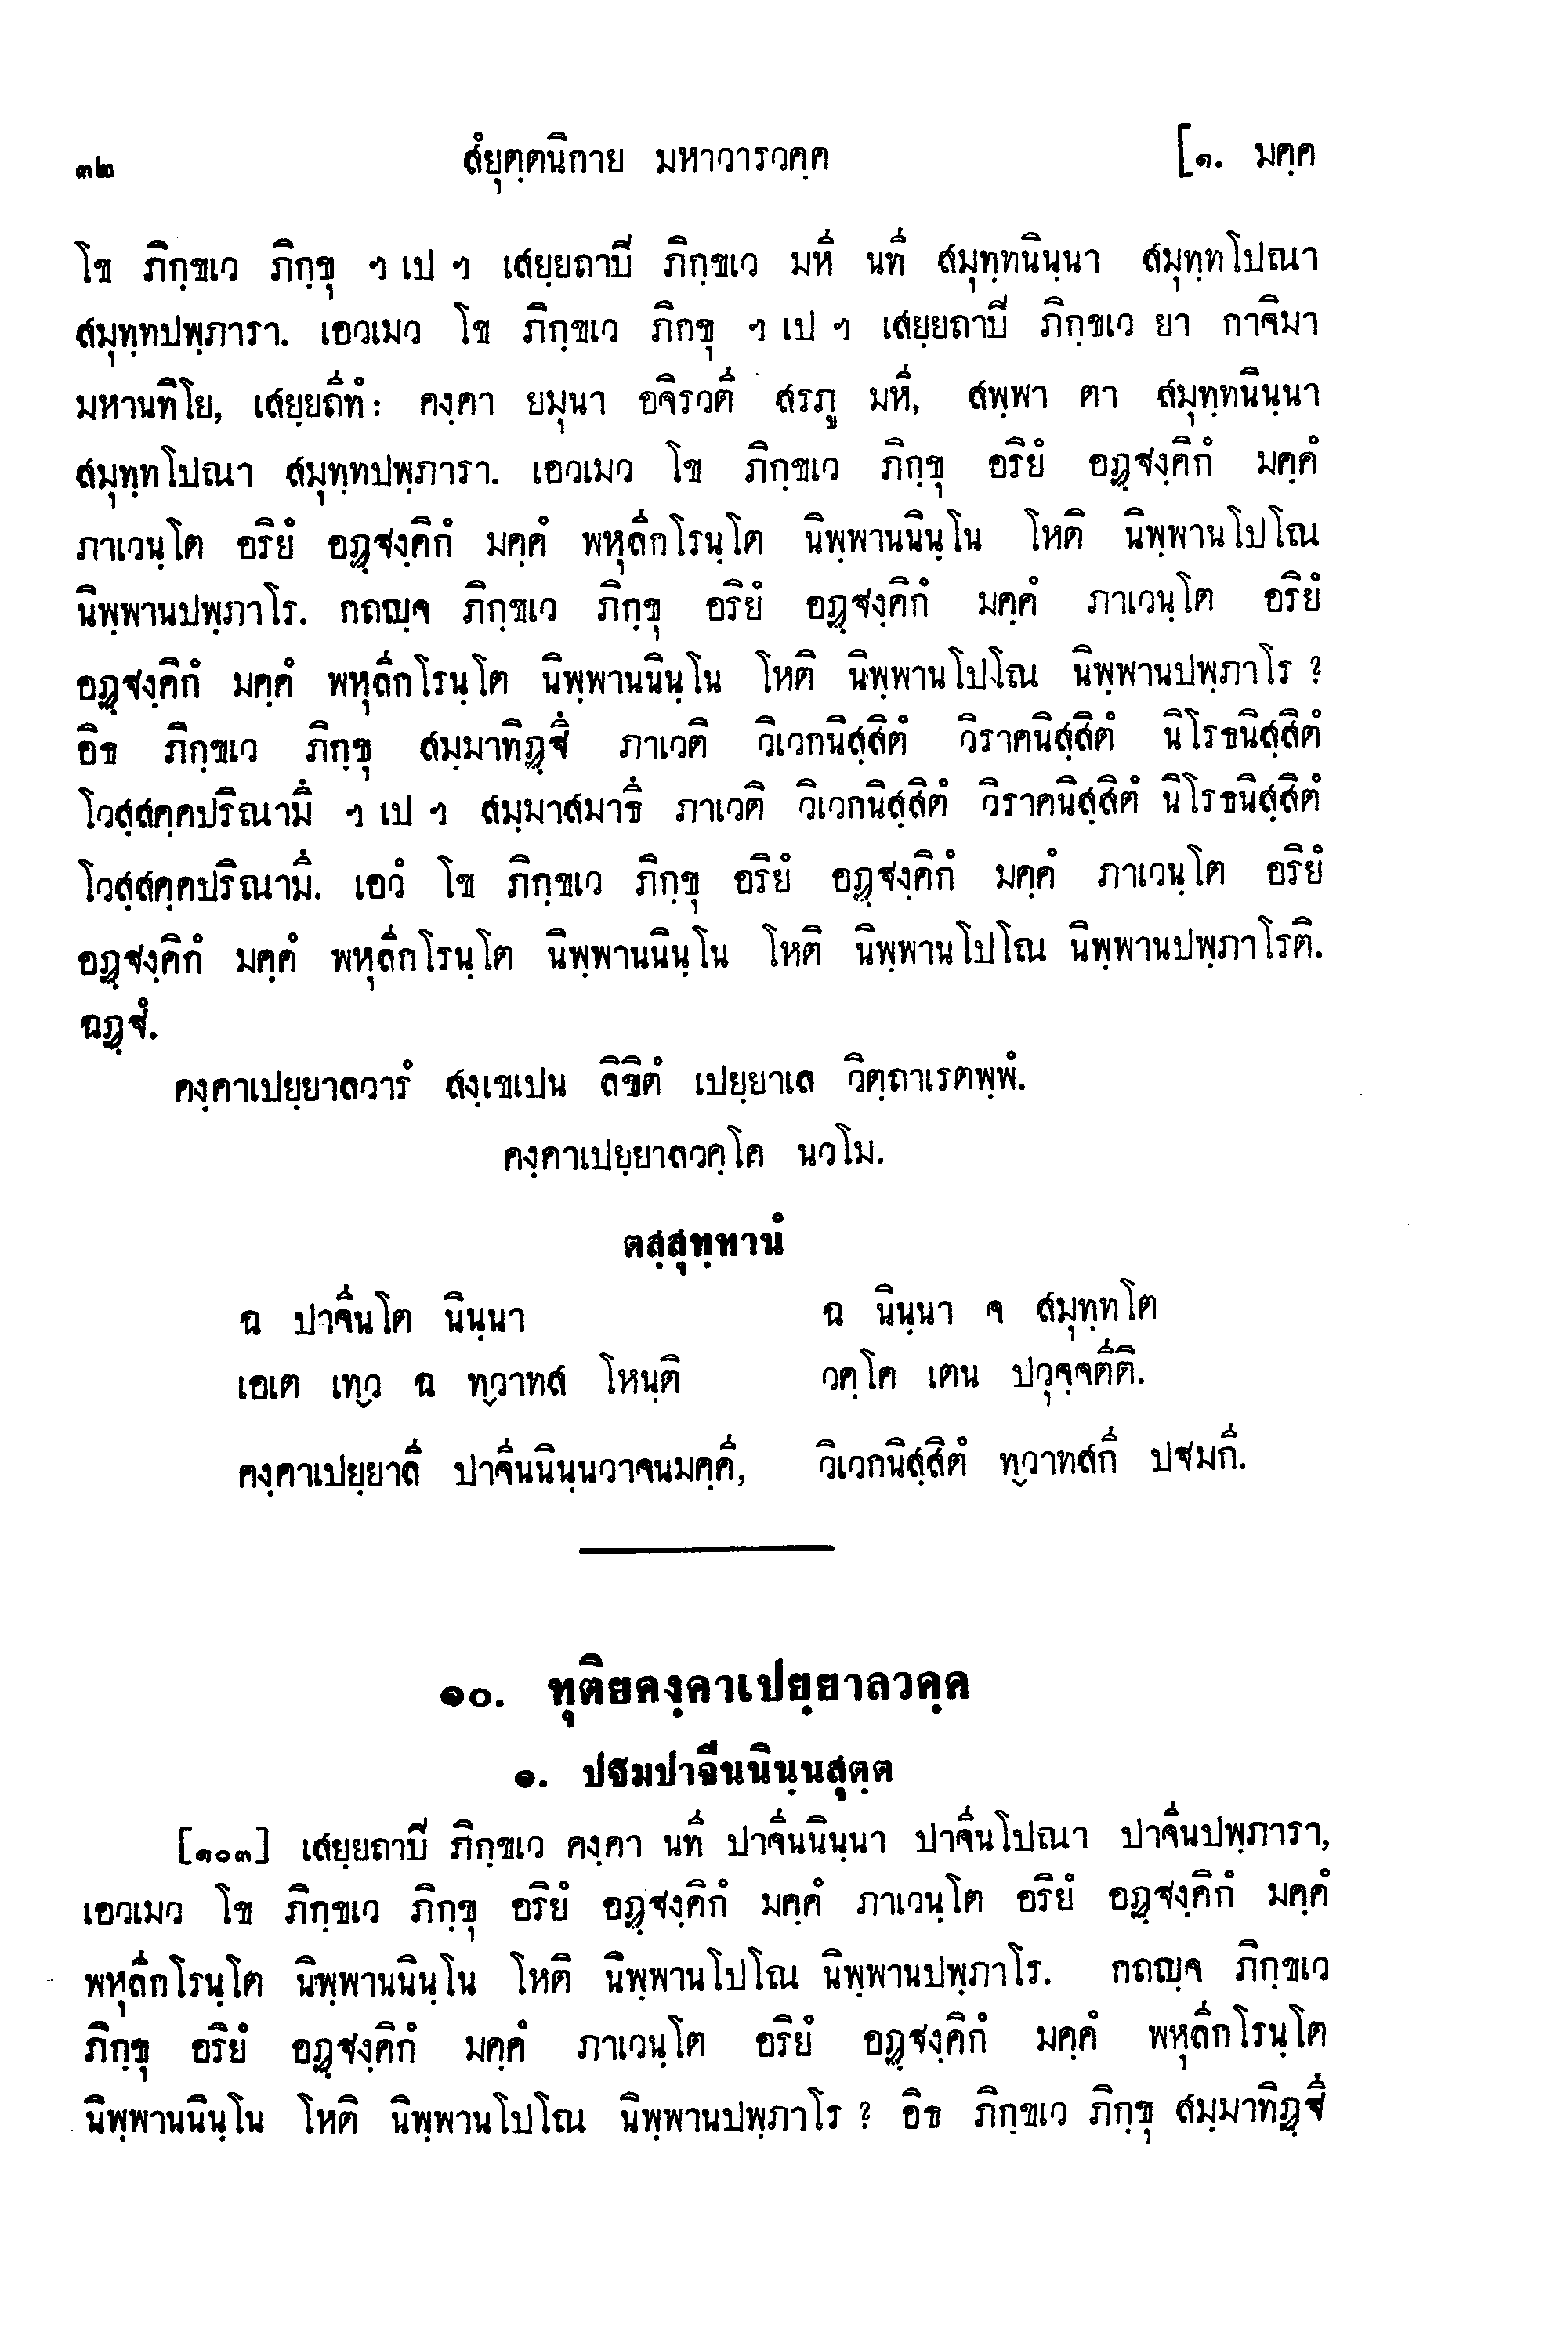 ๓๒ สํยุตฺตนิกาย มหาวารวคฺค [๑. มคฺค
โข ภิกฺขเว ภิกฺขุ ฯ เป ฯ เสยฺยถาปี ภิกฺขเว มหี นที สมุทฺทนินฺนา สมุทฺทโปณา
สมุทฺทปพฺภารา. เอวเมว โข ภิกฺขเว ภิกขุ ฯ เป ฯ เสยฺยถาปี ภิกฺขเว ยา กาจิมา
มหานทิโย, เสยฺยถีทํ: คงฺคา ยมุนา อจิรวตี สรภู มหี, สพฺพา ตา สมุทฺทนินฺนา
สมุทฺทโปณา สมุทฺทปพฺภารา. เอวเมว โข ภิกฺขเว ภิกฺขุ อริยํ อฏฺฐงฺคิกํ มคฺคํ
ภาเวนฺโต อริยํ อฏฺฐงฺคิกํ มคฺคํ พหุลีกโรนฺโต นิพฺพานนินฺโน โหติ นิพฺพานโปโณ
นิพฺพานปพฺภาโร. กถญฺจ ภิกฺขเว ภิกฺขุ อริยํ อฏฺฐงฺคิกํ มคฺคํ ภาเวนฺโต อริยํ
อฏฺฐงฺคิกํ มคฺคํ พหุลีกโรนฺโต นิพฺพานนินฺโน โหติ นิพฺพานโปโณ นิพฺพานปพฺภาโร ?
อิธ ภิกฺขเว ภิกฺขุ สมฺมาทิฏฺฐึ ภาเวติ วิเวกนิสฺสิตํ วิราคนิสฺสิตํ นิโรธนิสฺสิตํ
โวสฺสคฺคปริณามึ ฯ เป ฯ สมฺมาสมาธึ ภาเวติ วิเวกนิสฺสิตํ วิราคนิสฺสิตํ นิโรธนิสฺสิตํ
โวสฺสคฺคปริณามึ. เอวํ โข ภิกฺขเว ภิกฺขุ อริยํ อฏฺฐงฺคิกํ มคฺคํ ภาเวนฺโต อริยํ
อฏฺฐงฺคิกํ มคฺคํ พหุลีกโรนฺโต นิพฺพานนินฺโน โหติ นิพฺพานโปโณ นิพฺพานปพฺภาโรติ.
ฉฏฺฐํ.
คงฺคาเปยฺยาลวารํ สงฺเขเปน ลิขิตํ เปยฺยาเล วิตฺถาเรตพฺพํ.
คงฺคาเปยฺยาลวคฺโค นวโม.
ตสฺสุทฺทานํ
ฉ ปาจีนโต นินฺนา ฉ นินฺนา จ สมุทฺทโต
เอเต เทฺว ฉ ทฺวาทส โหนฺติ วคฺโค เตน ปวุจฺจตีติ.
คงฺคาเปยฺยาลี ปาจีนนินฺนวาจนมคฺคี, วิเวกนิสฺสิตํ ทฺวาทสกี ปฐมกี.
๑๐. ทุติยคงฺคาเปยฺยาลวคฺค
๑. ปฐมปาจีนนินฺนสุตฺต
[๑๐๓] เสยฺยถาปี ภิกฺขเว คงฺคา นที ปาจีนนินฺนา ปาจีนโปณา ปาจีนปพฺภารา,
เอวเมว โข ภิกฺขเว ภิกฺขุ อริยํ อฏฺฐงฺคิกํ มคฺคํ ภาเวนฺโต อริยํ อฏฺฐงฺคิกํ มคฺคํ
พหุลีกโรนฺโต นิพฺพานนินฺโน โหติ นิพฺพานโปโณ นิพฺพานปพฺภาโร. กถญฺจ ภิกฺขเว
ภิกฺขุ อริยํ อฏฺฐงฺคิกํ มคฺคํ ภาเวนฺโต อริยํ อฏฺฐงฺคิกํ มคฺคํ พหุลีกโรนฺโต
นิพฺพานนินฺโน โหติ นิพฺพานโปโณ นิพฺพานปพฺภาโร ? อิธ ภิกฺขเว ภิกฺขุ สมฺมาทิฏฺฐึ